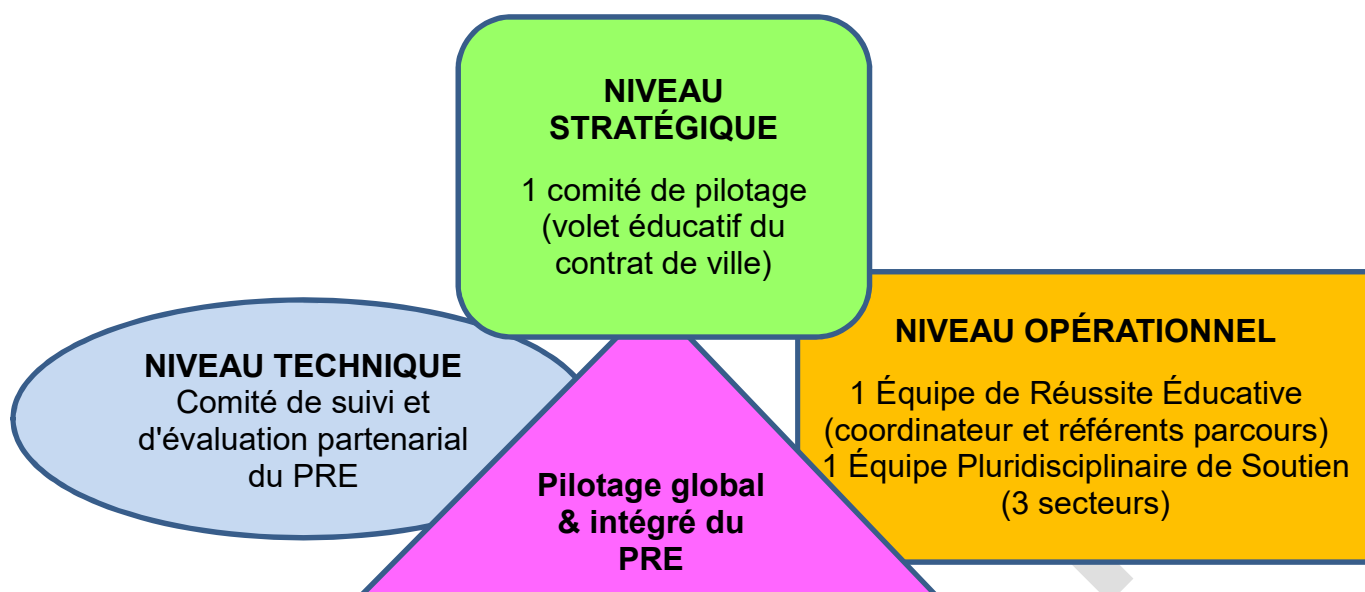 NIVEAU
STRATÉGIQUE
1 comité de pilotage
(volet éducatif du
contrat de ville)
NIVEAU TECHNIQUE
Comité de suivi et
d'évaluation partenarial
du PRE
NIVEAU OPÉRATIONNEL
1 Équipe de Réussite Éducative
(coordinateur et référents parcours)
1 Équipe Pluridisciplinaire de Soutien
(3 secteurs)
Pilotage global
& intégré du
PRE